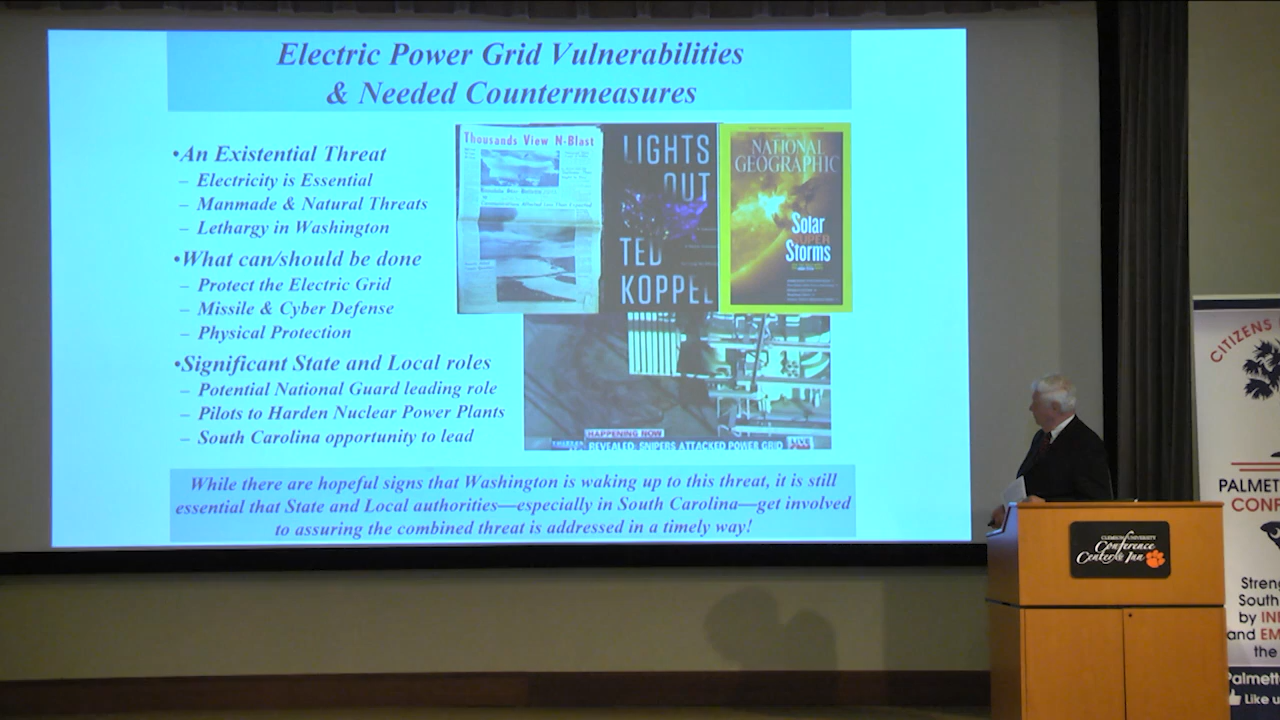 Electric Power Grid Vulnerabilities
& Needed Countermeasures
•An Existential Threat
– Electricity is Essential
– Manmade & Natural Threats
– Lethargy in Washington
•What can/should be done
– Protect the Electric Grid
– Missile & Cyber Defense
– Physical Protection
•Significant State and Local roles
– Potential National Guard leading role
– Pilots to Harden Nuclear Power Plants
– South Carolina opportunity to lead
Thousands View N-Blast
LIGHTS
OUT
TED
KOPPEL
NATIONAL
GEOGRAPHIC
Solar
SUPER
Storms
HAPPENING NOW
REVEALED: SNIPERS ATTACKED POWER GRID
LIVE
While there are hopeful signs that Washington is waking up to this threat, it is still
essential that State and Local authorities—especially in South Carolina—get involved
to assuring the combined threat is addressed in a timely way!
CLEMSON UNIVERSITY
Conference
Center & Inn
CITIZENS
PALMET
CONF
Stren
South
by IN
and EM
the
Palmett
Like u